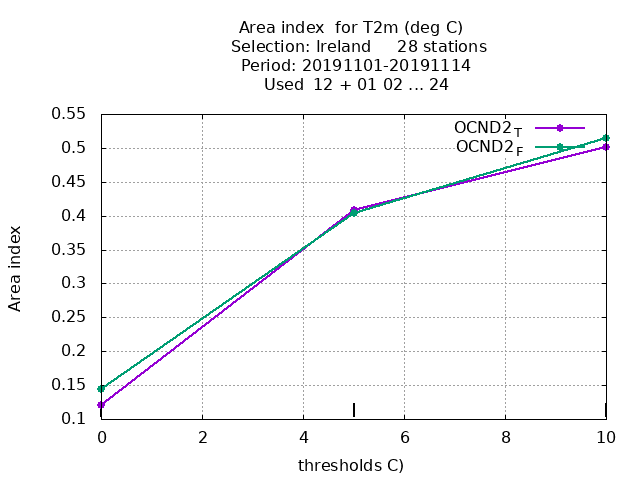 Area index  for T2m (deg C)
Selection: Ireland     28 stations
Period: 20191101-20191114
Used  12 + 01 02 ... 24
0.55
0.5
0.45
0.4
0.35
0.3
0.25
0.2
0.15
0.1
OCND2T
OCND2F
Area index
0 2 4 6 8 10
thresholds C)